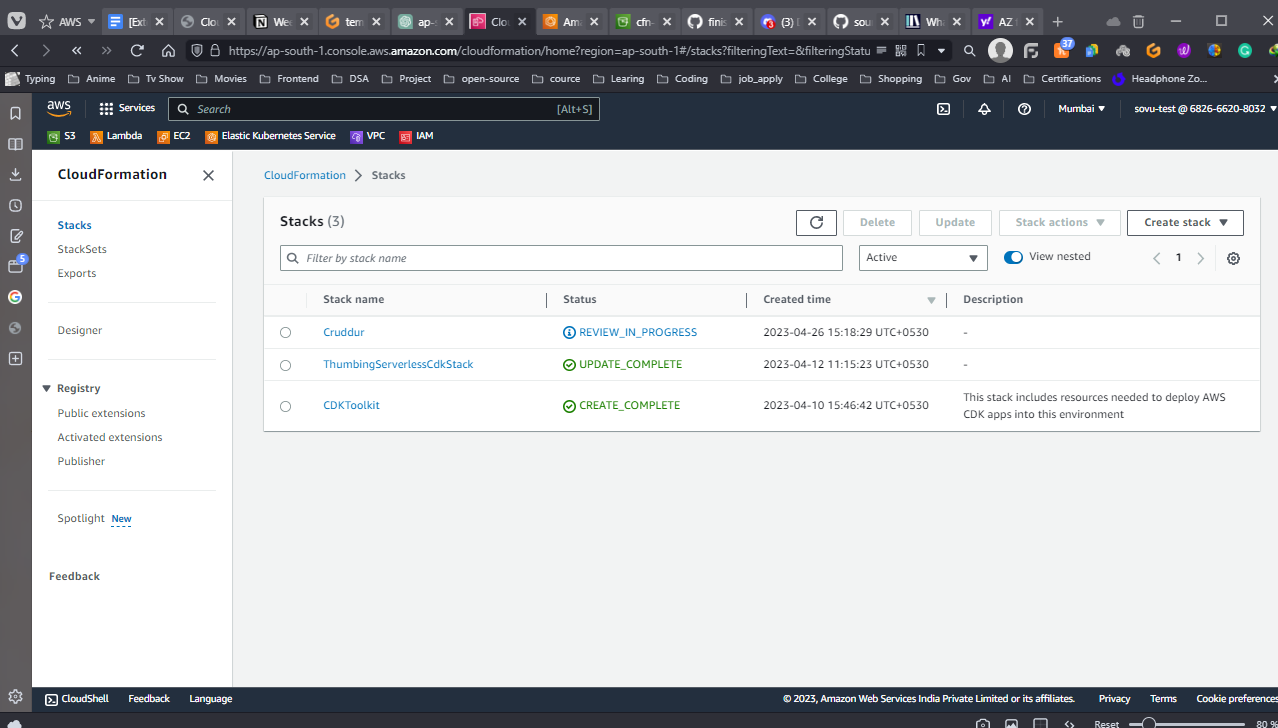 AWS
[Ext
Clo
Wee
terr
ap-s
Clou
Ama
cfn-
finis
(3) D
sou
Wha
AZ I
https://ap-south-1.console.aws.amazon.com/cloudformation/home?region=ap-south-1#/stacks?filteringText=&filteringStatu
37
Typing Anime Tv Show Movies Frontend DSA Project open-source cource Learing Coding job_apply College Shopping Gov AI Certifications Headphone Zo...
aws Services Search [Alt+S] Mumbai sovu-test @ 6826-6620-8032
S3 Lambda EC2 Elastic Kubernetes Service VPC IAM
5
CloudFormation
Stacks
StackSets
Exports
Designer
Registry
Public extensions
Activated extensions
Publisher
Spotlight New
Feedback
CloudFormation Stacks
Stacks (3) Delete Update Stack actions Create stack
Filter by stack name Active View nested 1
Stack name Status Created time Description
Cruddur REVIEW_IN_PROGRESS 2023-04-26 15:18:29 UTC+0530 -
ThumbingServerlessCdkStack UPDATE_COMPLETE 2023-04-12 11:15:23 UTC+0530 -
CDKToolkit CREATE_COMPLETE 2023-04-10 15:46:42 UTC+0530 This stack includes resources needed to deploy AWS
CDK apps into this environment
CloudShell Feedback Language © 2023, Amazon Web Services India Private Limited or its affiliates. Privacy Terms Cookie preferences
Reset 80 %